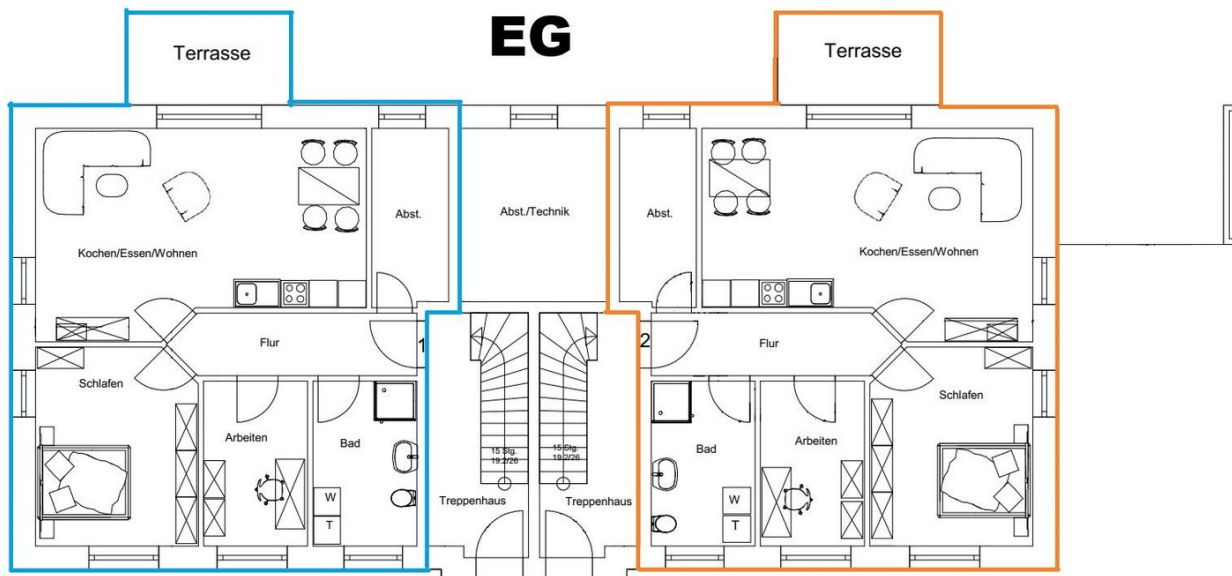 EG
Terrasse
Terrasse
Abst.
Abst./Technik
Abst.
Kochen/Essen/Wohnen
Kochen/Essen/Wohnen
Flur
1
2
Flur
Schlafen
Schlafen
Arbeiten
Bad
15 Stg.
19.2/26
15 Stg.
19.2/26
Bad
Arbeiten
W
T
Treppenhaus
Treppenhaus
W
T